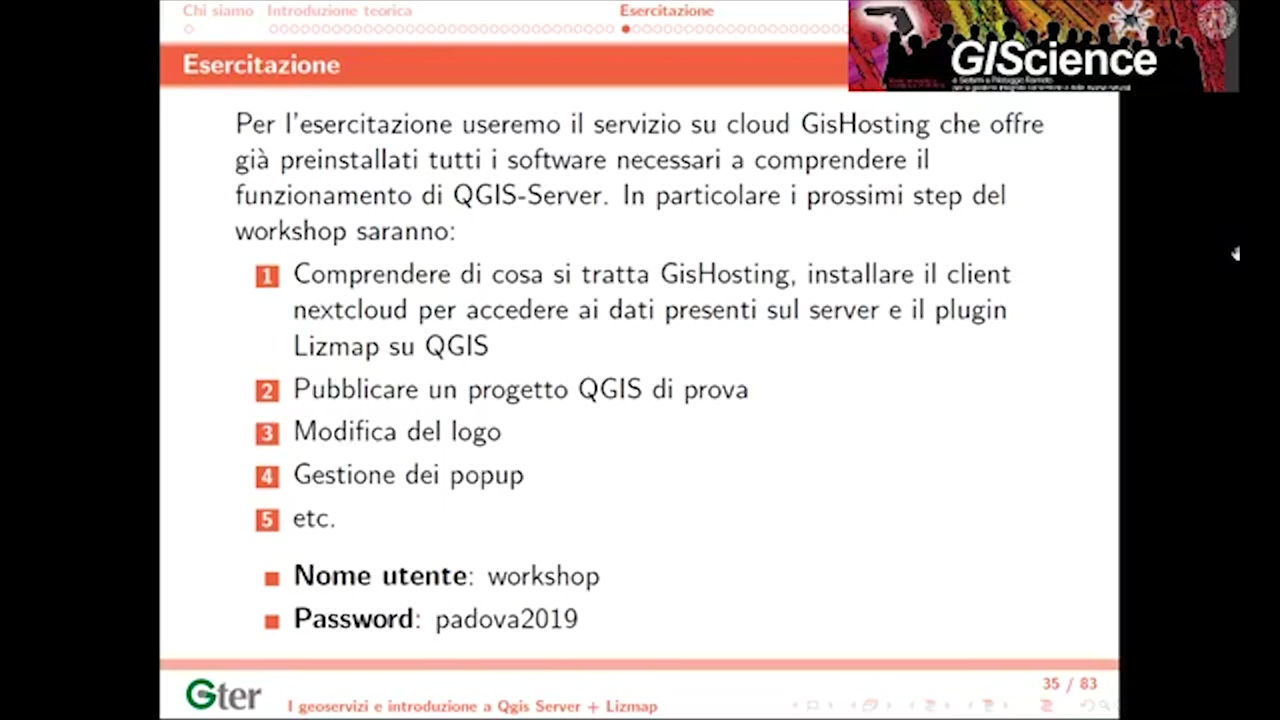 Chi siamo Introduzione teorica Esercitazione
Esercitazione
GIScience
Per l'esercitazione useremo il servizio su cloud GisHosting che offre
già preinstallati tutti i software necessari a comprendere il
funzionamento di QGIS-Server. In particolare i prossimi step del
workshop saranno:
1 Comprendere di cosa si tratta GisHosting, installare il client
nextcloud per accedere ai dati presenti sul server e il plugin
Lizmap su QGIS
2 Pubblicare un progetto QGIS di prova
3 Modifica del logo
4 Gestione dei popup
5 etc.
Nome utente: workshop
Password: padova2019
35 / 83
Gter
I geoservizi e introduzione a Qgis Server + Lizmap